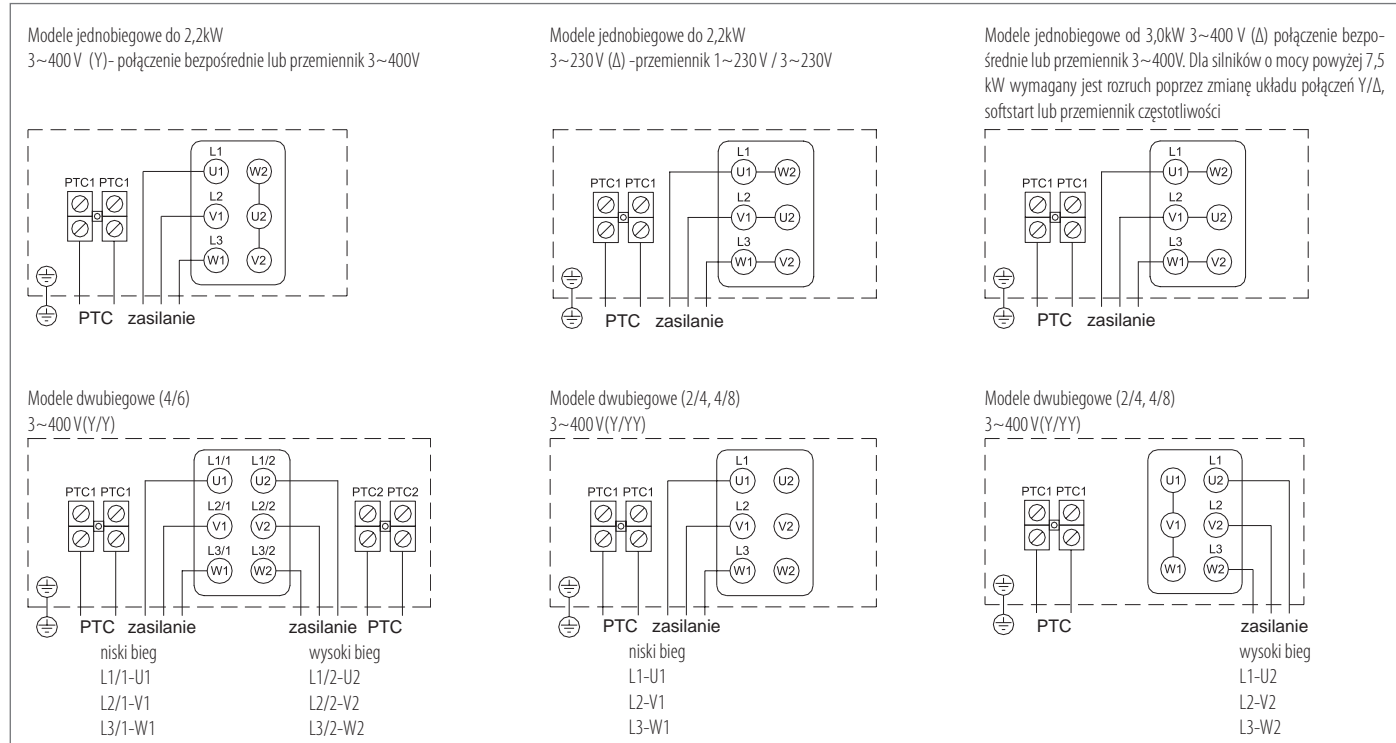 Modele jednobiegowe do 2,2kW
3~400 V (Y)- połączenie bezpośrednie lub przemiennik 3~400V
L1
PTC1 PTC1
U1 W2
L2
V1 U2
L3
W1 V2
PTC zasilanie
Modele jednobiegowe do 2,2kW
3~230 V (Δ) -przemiennik 1~230 V / 3~230V
L1
PTC1 PTC1
U1 W2
L2
V1 U2
L3
W1 V2
PTC zasilanie
Modele jednobiegowe od 3,0kW 3~400 V (Δ) połączenie bezpo-
średnie lub przemiennik 3~400V. Dla silników o mocy powyżej 7,5
kW wymagany jest rozruch poprzez zmianę układu połączeń Y/Δ,
softstart lub przemiennik częstotliwości
L1
PTC1 PTC1
U1 W2
L2
V1 U2
L3
W1 V2
PTC zasilanie
Modele dwubiegowe (4/6)
3~400 V(Y/Y)
L1/1 L1/2
U1 U2
PTC1 PTC1
PTC2 PTC2
L2/1 L2/2
V1 V2
L3/1 L3/2
W1 W2
PTC zasilanie
zasilanie PTC
niski bieg
L1/1-U1
L2/1-V1
L3/1-W1
wysoki bieg
L1/2-U2
L2/2-V2
L3/2-W2
Modele dwubiegowe (2/4, 4/8)
3~400 V(Y/YY)
L1
U1 U2
PTC1 PTC1
L2
V1 V2
L3
W1 W2
PTC zasilanie
niski bieg
L1-U1
L2-V1
L3-W1
Modele dwubiegowe (2/4, 4/8)
3~400 V(Y/YY)
L1
U1 U2
PTC1 PTC1
L2
V1 V2
L3
W1 W2
PTC
zasilanie
wysoki bieg
L1-U2
L2-V2
L3-W2